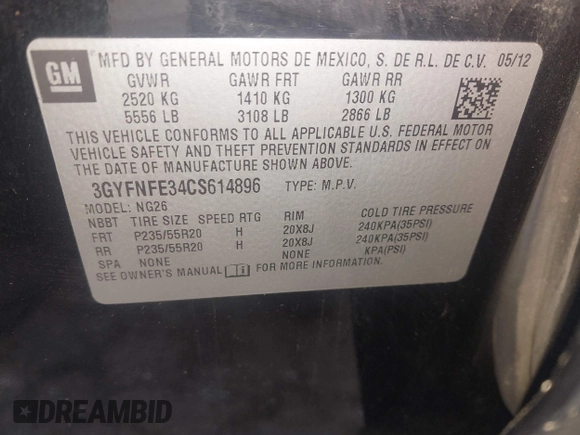 GM
MFD BY GENERAL MOTORS DE MEXICO, S. DE R.L. DE C.V. 05/12
GVWR GAWR FRT GAWR RR
2520 KG 1410 KG 1300 KG
5556 LB 3108 LB 2866 LB
THIS VEHICLE CONFORMS TO ALL APPLICABLE U.S. FEDERAL MOTOR
VEHICLE SAFETY AND THEFT PREVENTION STANDARDS IN EFFECT ON
THE DATE OF MANUFACTURE SHOWN ABOVE.
3GYFNFE34CS614896 TYPE: M.P.V.
MODEL: NG26
NBBT TIRE SIZE SPEED RTG RIM COLD TIRE PRESSURE
FRT P235/55R20 H 20X8J 240KPA(35PSI)
RR P235/55R20 H 20X8J 240KPA(35PSI)
SPA NONE NONE KPA(PSI)
SEE OWNER'S MANUAL FOR MORE INFORMATION.
DREAMBID